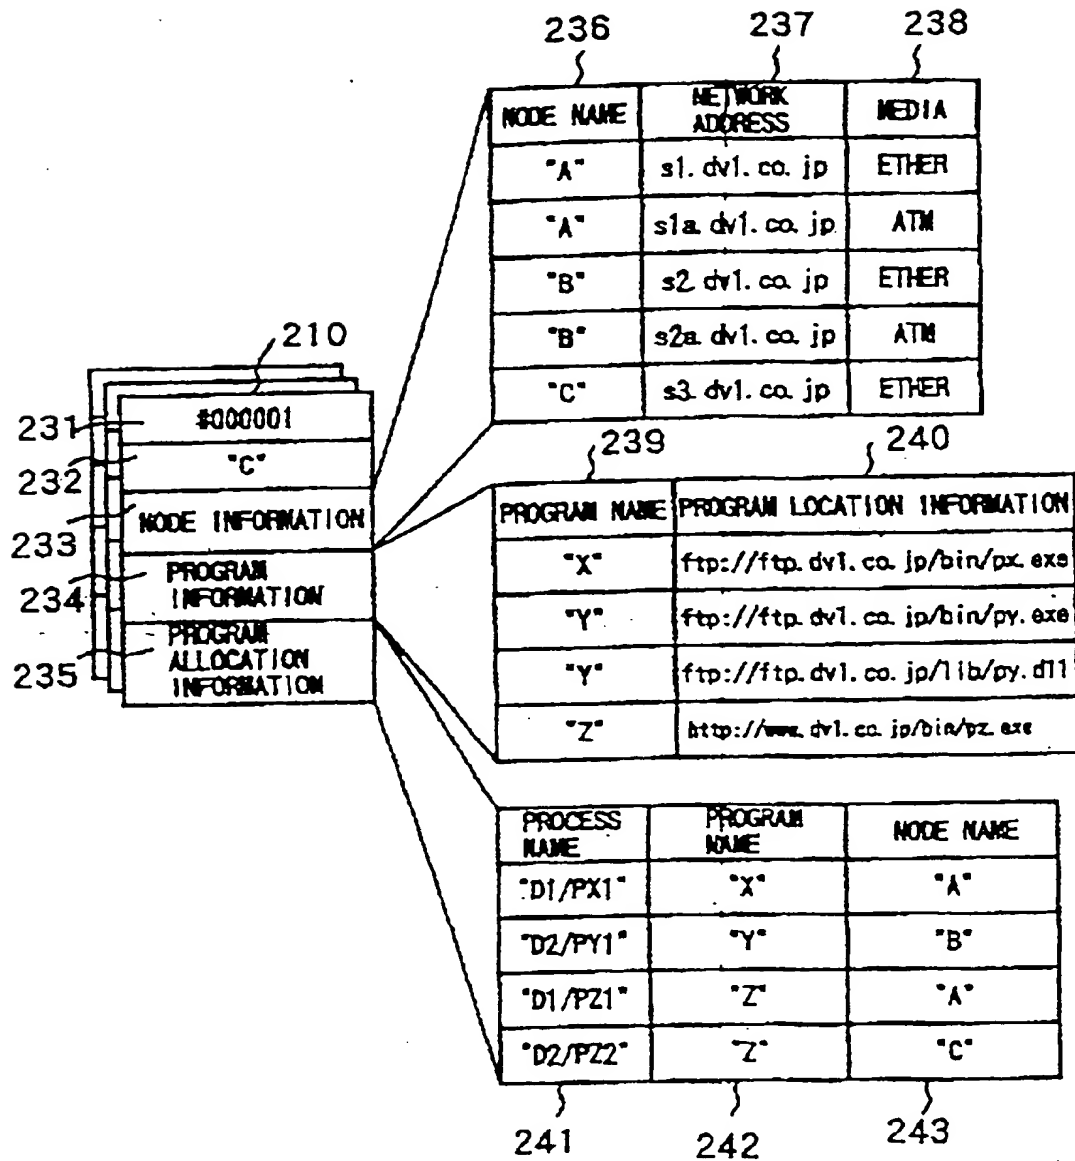 236 237 238
NODE NAME NETWORK ADDRESS MEDIA
"A" s1.dv1.co.jp ETHER
"A" s1a.dv1.co.jp ATM
"B" s2.dv1.co.jp ETHER
"B" s2a.dv1.co.jp ATM
"C" s3.dv1.co.jp ETHER
210
231 #000001
232 "C"
233 NODE INFORMATION
234 PROGRAM
INFORMATION
235 PROGRAM
ALLOCATION
INFORMATION
239 240
PROGRAM NAME PROGRAM LOCATION INFORMATION
"X" ftp://ftp.dv1.co.jp/bin/px.exe
"Y" ftp://ftp.dv1.co.jp/bin/py.exe
"Y" ftp://ftp.dv1.co.jp/lib/py.dll
"Z" http://www.dv1.co.jp/bin/pz.exe
PROCESS NAME PROGRAM NAME NODE NAME
"D1/PX1" "X" "A"
"D2/PY1" "Y" "B"
"D1/PZ1" "Z" "A"
"D2/PZ2" "Z" "C"
241 242 243